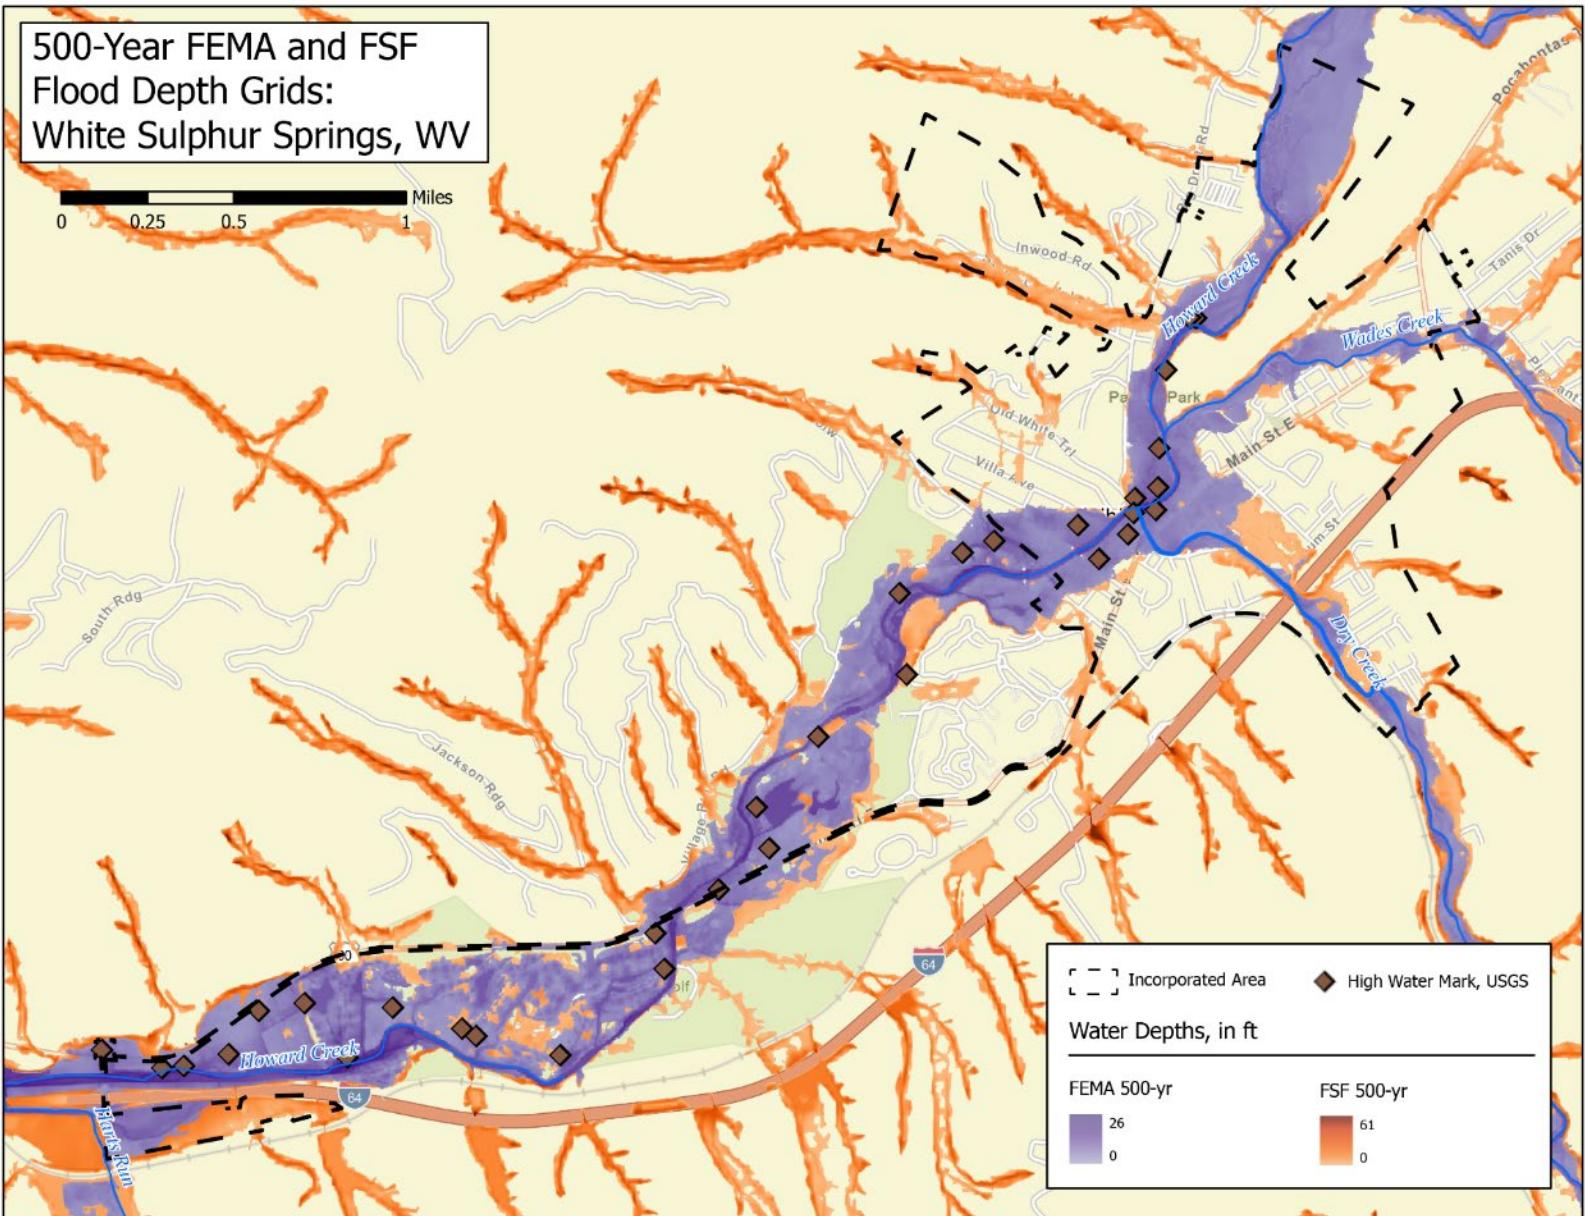 500-Year FEMA and FSF
Flood Depth Grids:
White Sulphur Springs, WV
Miles
0 0.25 0.5 1
Pocahontas
Tanis Dr
Inwood Rd
Howard Creek
Wades Creek
Park
Old White Trl
Main St E
Villa Ave
South Rdg
Main St
Dry Creek
Jackson Rdg
Village
64
Howard Creek
64
Harts Run
Incorporated Area
High Water Mark, USGS
Water Depths, in ft
FEMA 500-yr
FSF 500-yr
26
0
61
0